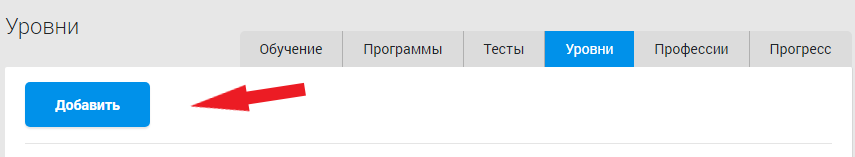 Уровни
Обучение Программы Тесты Уровни Профессии Прогресс
Добавить